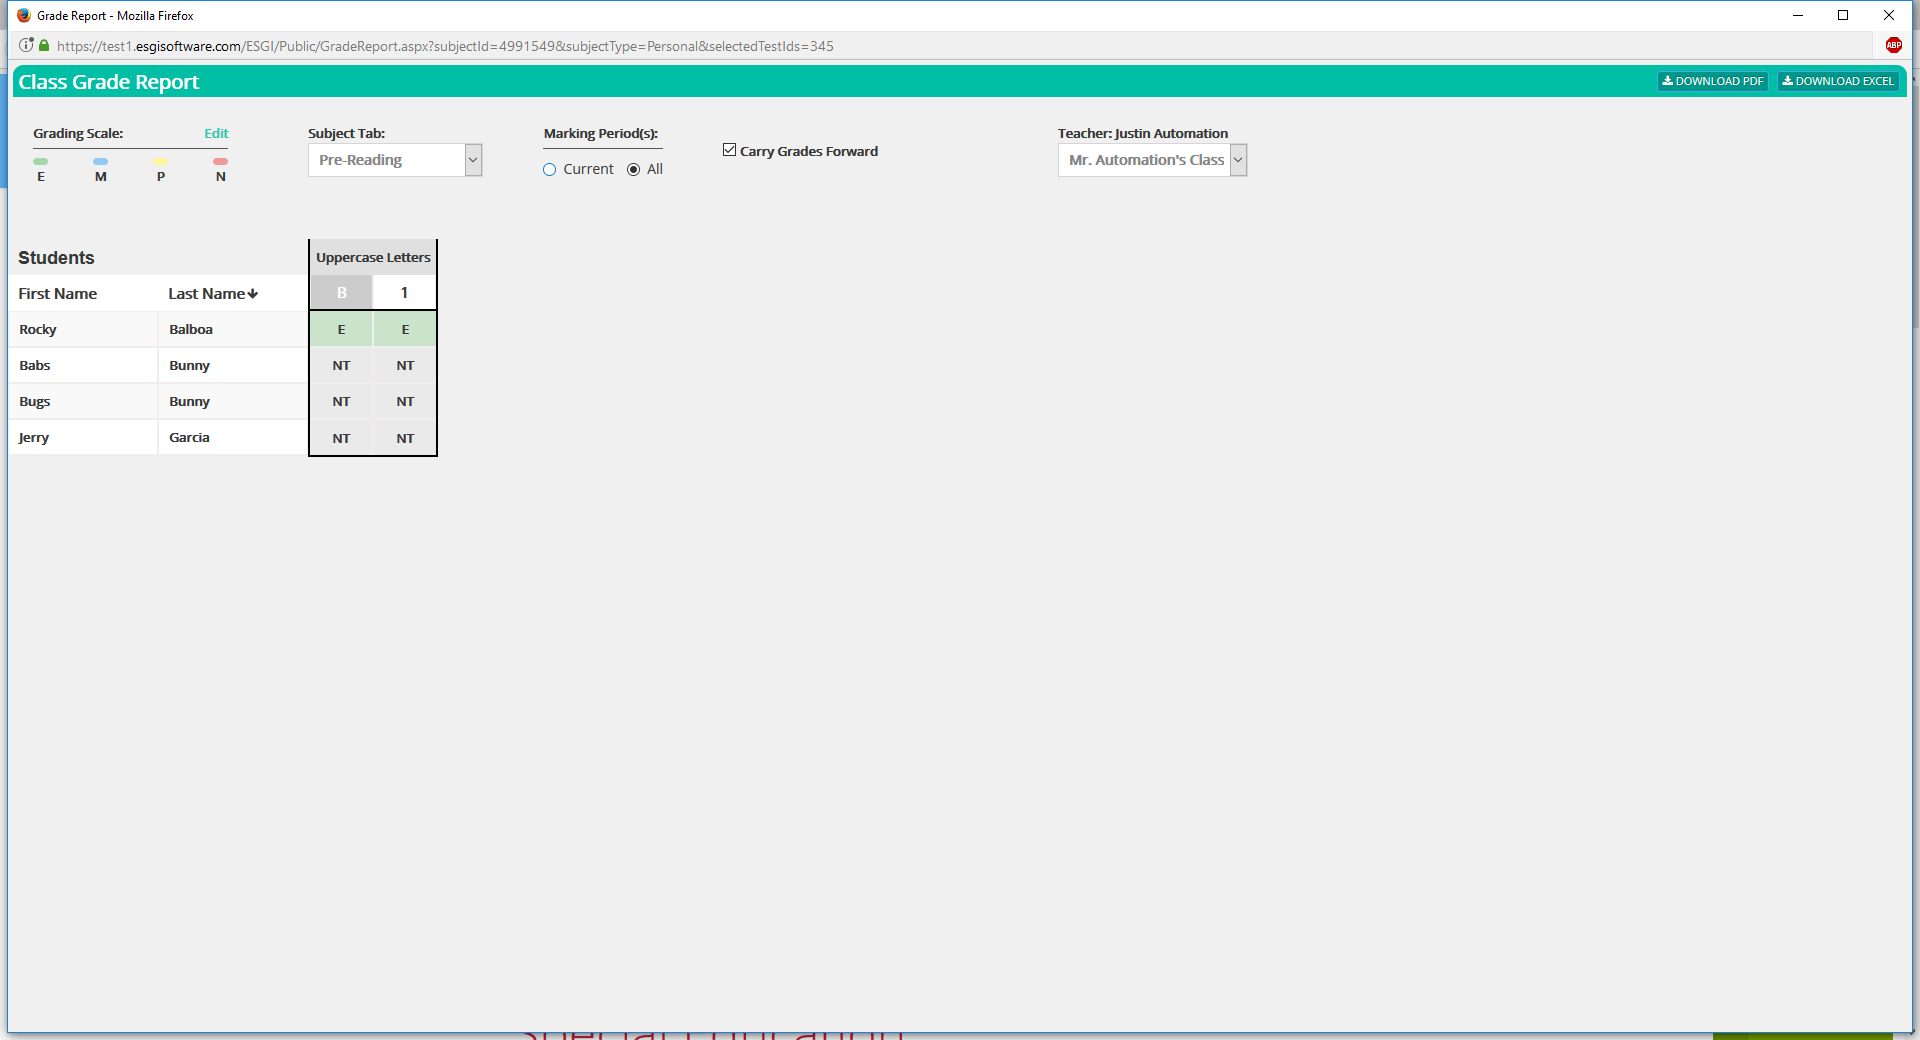 Grade Report - Mozilla Firefox
https://test1.esgisoftware.com/ESGI/Public/GradeReport.aspx?subjectId=4991549&subjectType=Personal&selectedTestIds=345
ABP
Class Grade Report
DOWNLOAD PDF
DOWNLOAD EXCEL
Grading Scale: Edit
E M P N
Subject Tab:
Pre-Reading
Marking Period(s):
Current All
Carry Grades Forward
Teacher: Justin Automation
Mr. Automation's Class
Students Uppercase Letters
First Name Last Name B 1
Rocky Balboa E E
Babs Bunny NT NT
Bugs Bunny NT NT
Jerry Garcia NT NT
Special Education